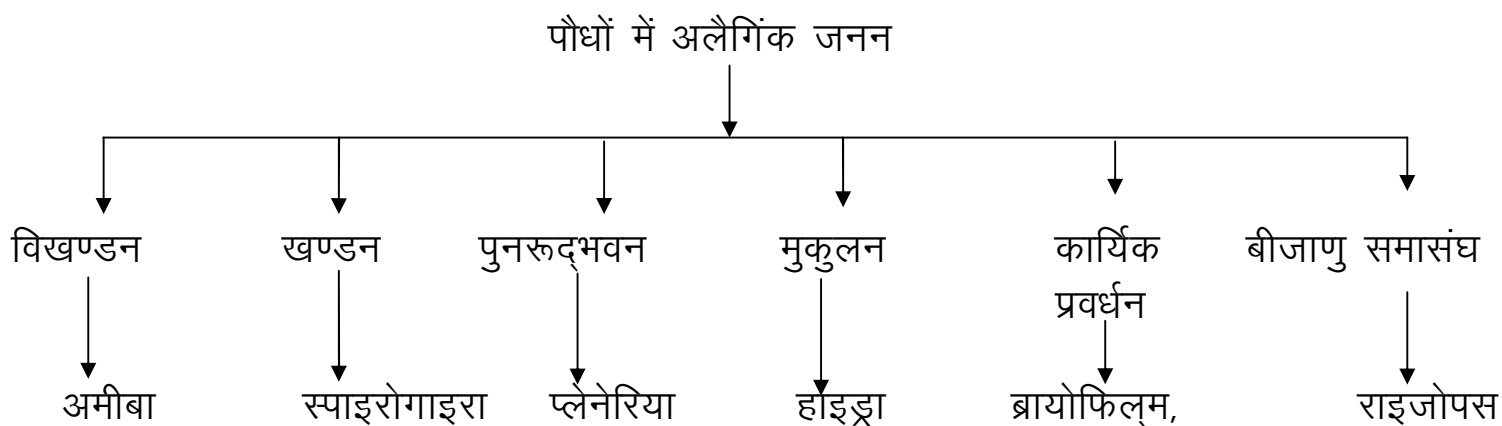 पौधों में अलैगिंक जनन
विखण्डन खण्डन पुनरूद्भवन मुकुलन कार्यिक बीजाणु समासंघ
प्रवर्धन
अमीबा स्पाइरोगाइरा प्लेनेरिया हाइड्रा ब्रायोफिल्म, राइजोपस